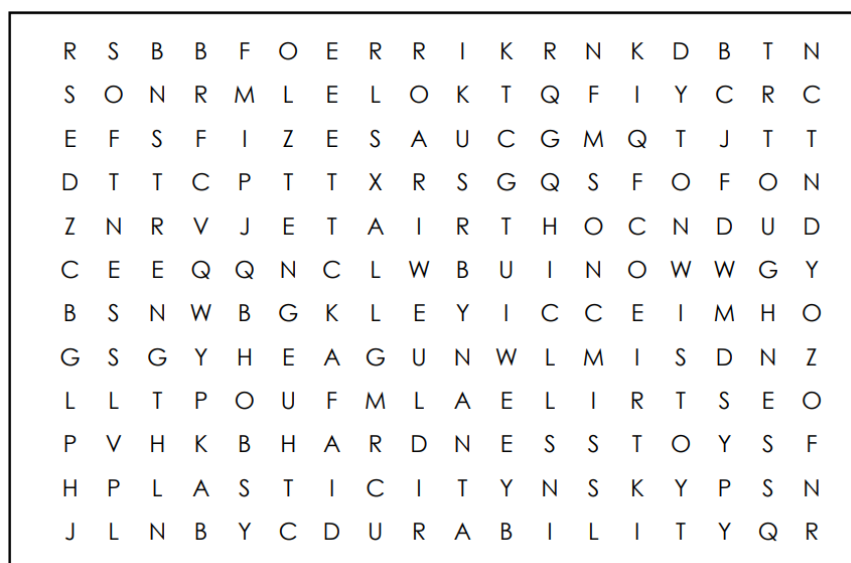 R S B B F O E R R I K R N K D B T N
S O N R M L E L O K T Q F I Y C R C
E F S F I Z E S A U C G M Q T J T T
D T T C P T T X R S G Q S F O F O N
Z N R V J E T A I R T H O C N D U D
C E E Q Q N C L W B U I N O W W G Y
B S N W B G K L E Y I C C E I M H O
G S G Y H E A G U N W L M I S D N Z
L L T P O U F M L A E L I R T S E O
P V H K B H A R D N E S S T O Y S F
H P L A S T I C I T Y N S K Y P S N
J L N B Y C D U R A B I L I T Y Q R